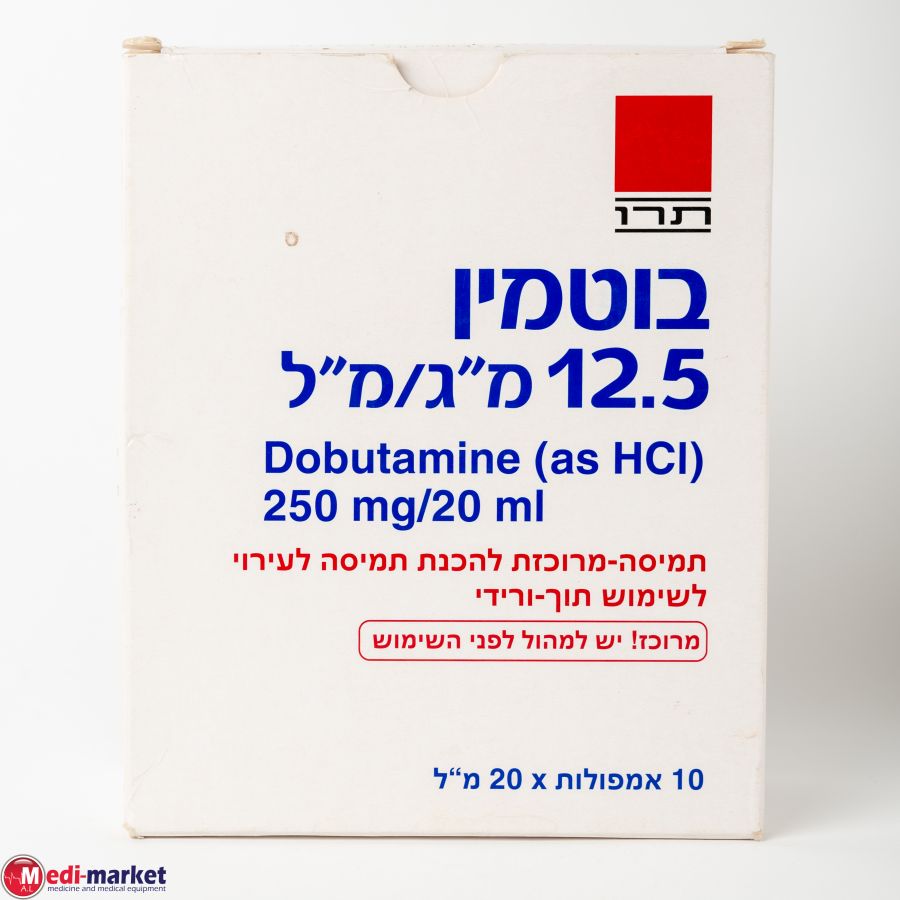 תרו
בוטמין
12.5 מ"ג/מ"ל
Dobutamine (as HCl)
250 mg/20 ml
תמיסה-מרוכזת להכנת תמיסה לעירוי
לשימוש תוך-ורידי
מרוכז! יש למהול לפני השימוש
10 אמפולות x 20 מ"ל
Medi-market
A.L
medicine and medical equipment